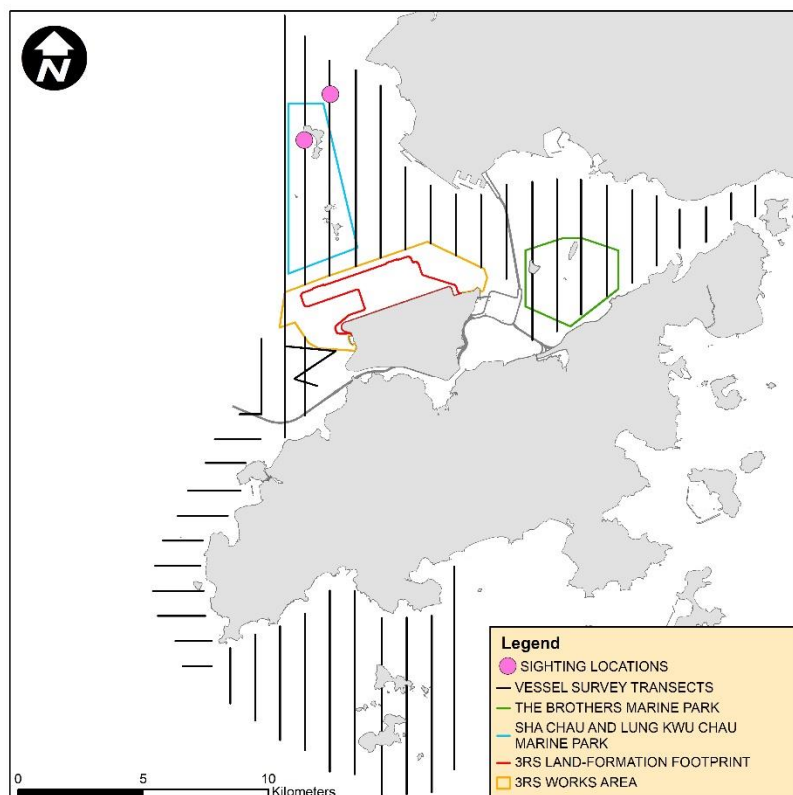 N
Legend
SIGHTING LOCATIONS
VESSEL SURVEY TRANSECTS
THE BROTHERS MARINE PARK
SHA CHAU AND LUNG KWU CHAU
MARINE PARK
3RS LAND-FORMATION FOOTPRINT
3RS WORKS AREA
0 5 10
Kilometers